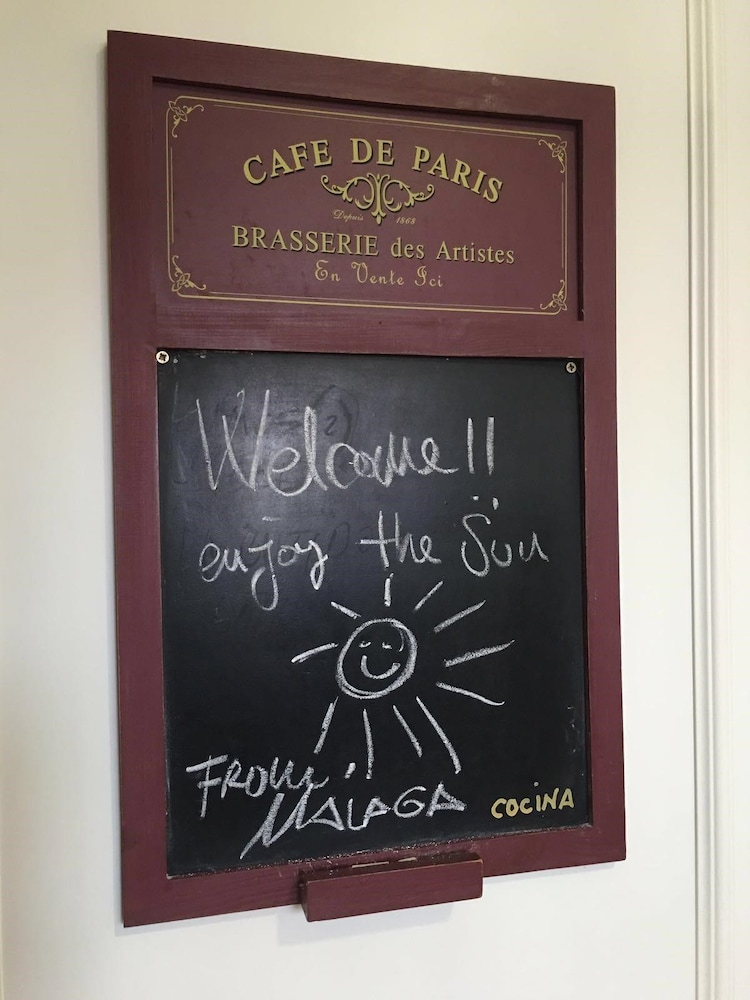 CAFE DE PARIS
Depuis 1868
BRASSERIE des Artistes
En Vente Ici
Welcome!!
enjoy the Sun
FROM
MALAGA
COCINA